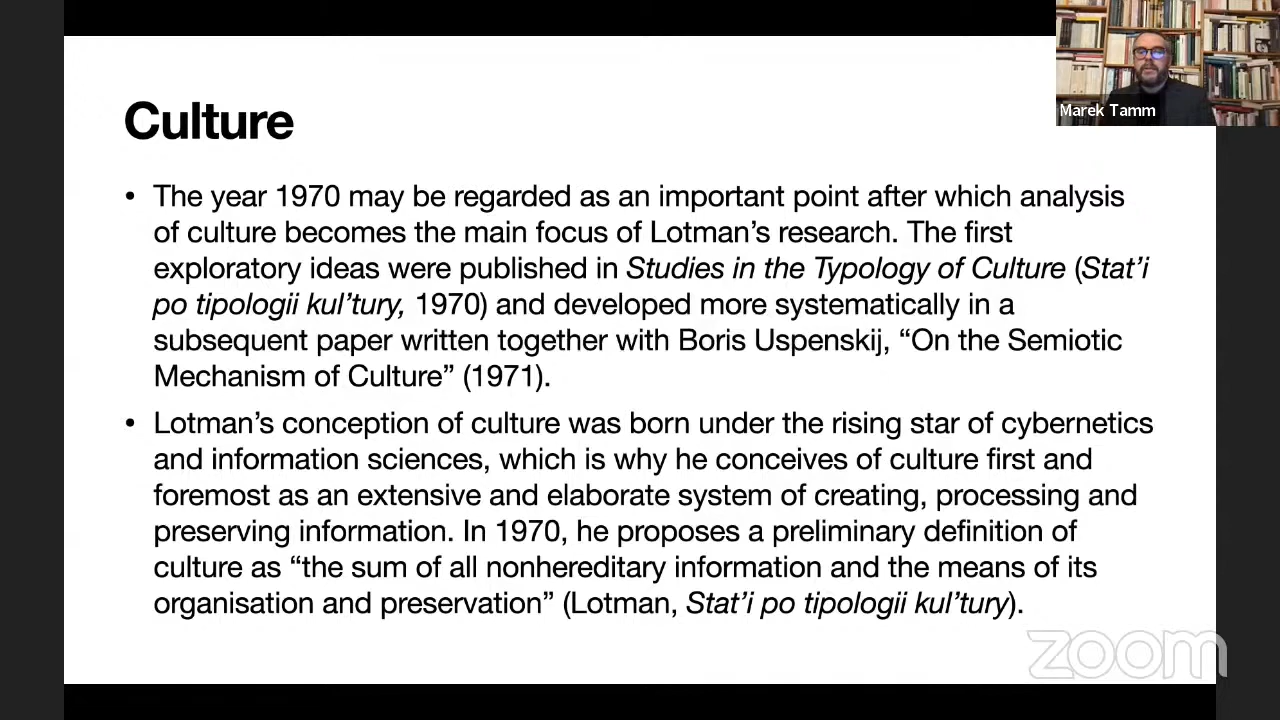 Marek Tamm
Culture
• The year 1970 may be regarded as an important point after which analysis
of culture becomes the main focus of Lotman’s research. The first
exploratory ideas were published in Studies in the Typology of Culture (Stat’i
po tipologii kul’tury, 1970) and developed more systematically in a
subsequent paper written together with Boris Uspenskij, “On the Semiotic
Mechanism of Culture” (1971).
• Lotman’s conception of culture was born under the rising star of cybernetics
and information sciences, which is why he conceives of culture first and
foremost as an extensive and elaborate system of creating, processing and
preserving information. In 1970, he proposes a preliminary definition of
culture as “the sum of all nonhereditary information and the means of its
organisation and preservation” (Lotman, Stat’i po tipologii kul’tury).
zoom